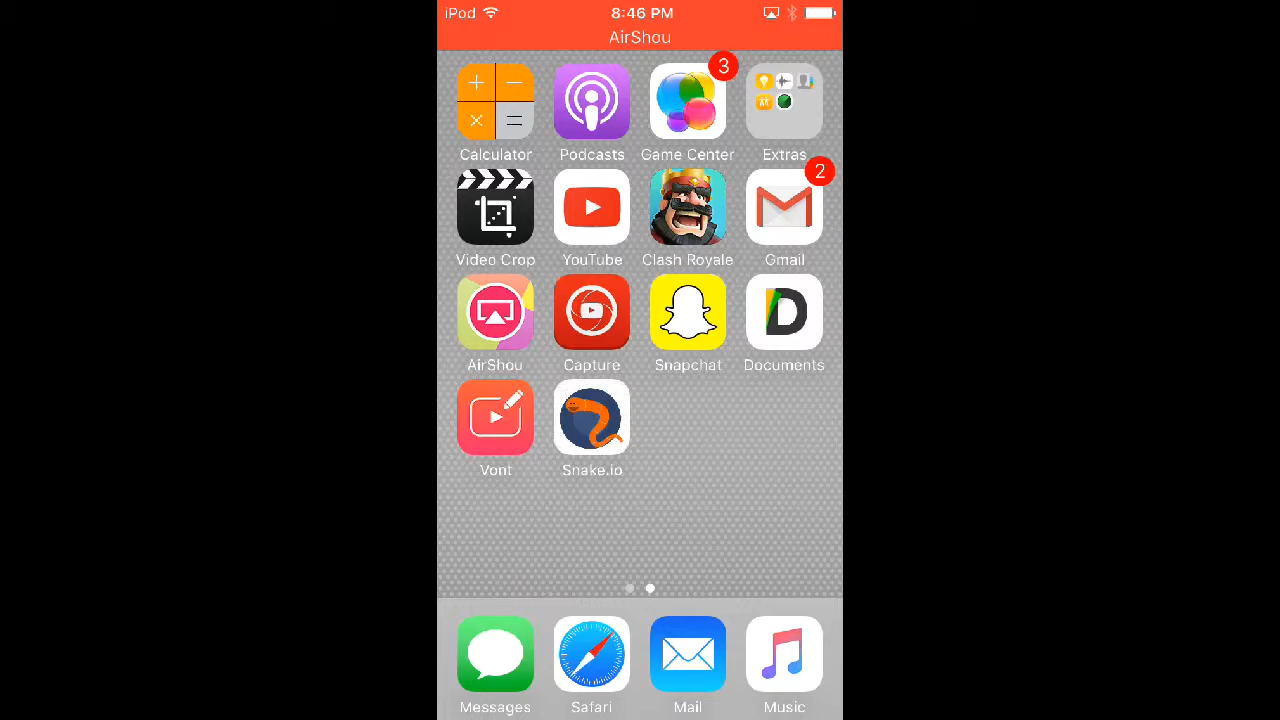 iPod 8:46 PM
AirShou
3
Calculator Podcasts Game Center Extras
2
Video Crop YouTube Clash Royale Gmail
AirShou Capture Snapchat Documents
Vont Snake.io
Messages Safari Mail Music